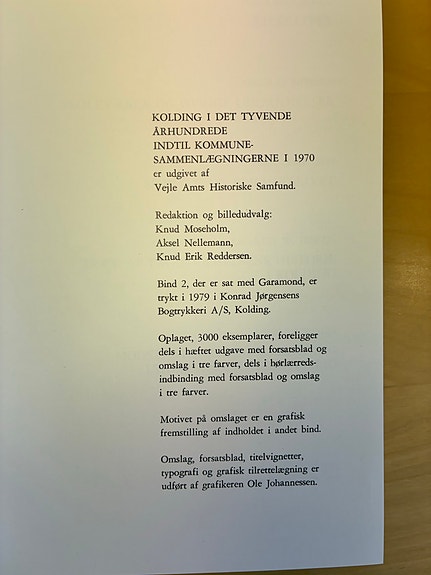 KOLDING I DET TYVENDE
ÅRHUNDREDE
INDTIL KOMMUNE-
SAMMENLÆGNINGERNE I 1970
er udgivet af
Vejle Amts Historiske Samfund.
Redaktion og billedudvalg:
Knud Moseholm,
Aksel Nellemann,
Knud Erik Reddersen.
Bind 2, der er sat med Garamond, er
trykt i 1979 i Konrad Jørgensens
Bogtrykkeri A/S, Kolding.
Oplaget, 3000 eksemplarer, foreligger
dels i hæftet udgave med forsatsblad og
omslag i tre farver, dels i hørlærreds-
indbinding med forsatsblad og omslag
i tre farver.
Motivet på omslaget er en grafisk
fremstilling af indholdet i andet bind.
Omslag, forsatsblad, titelvignetter,
typografi og grafisk tilrettelægning er
udført af grafikeren Ole Johannessen.